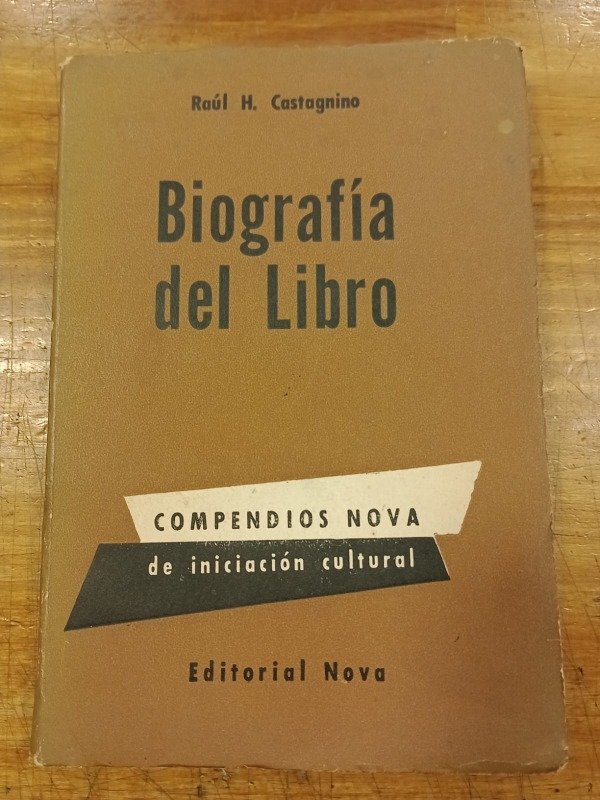 Raúl H. Castagnino
Biografía
del Libro
COMPENDIOS NOVA
de iniciación cultural
Editorial Nova